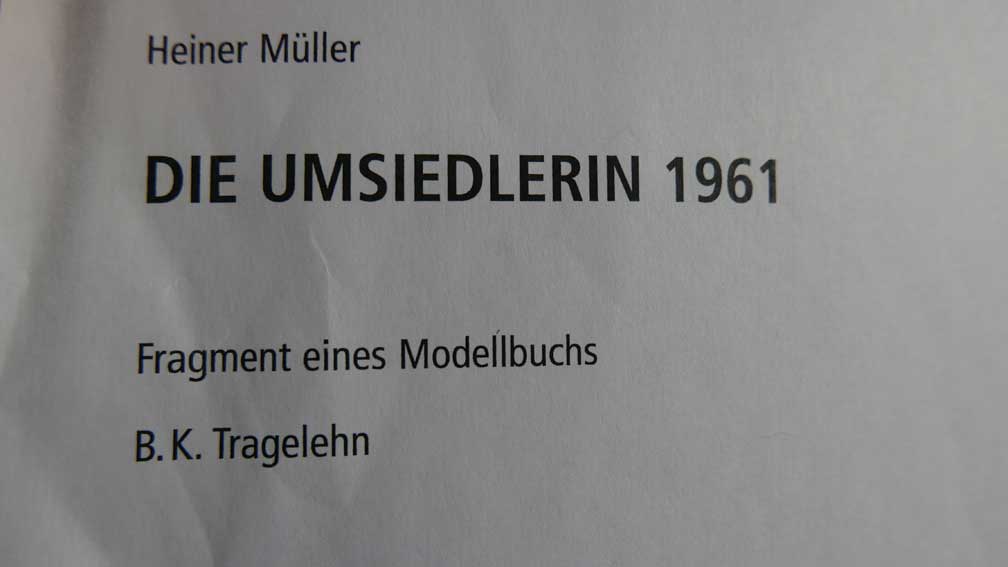 Heiner Müller
DIE UMSIEDLERIN 1961
Fragment eines Modellbuchs
B. K. Tragelehn